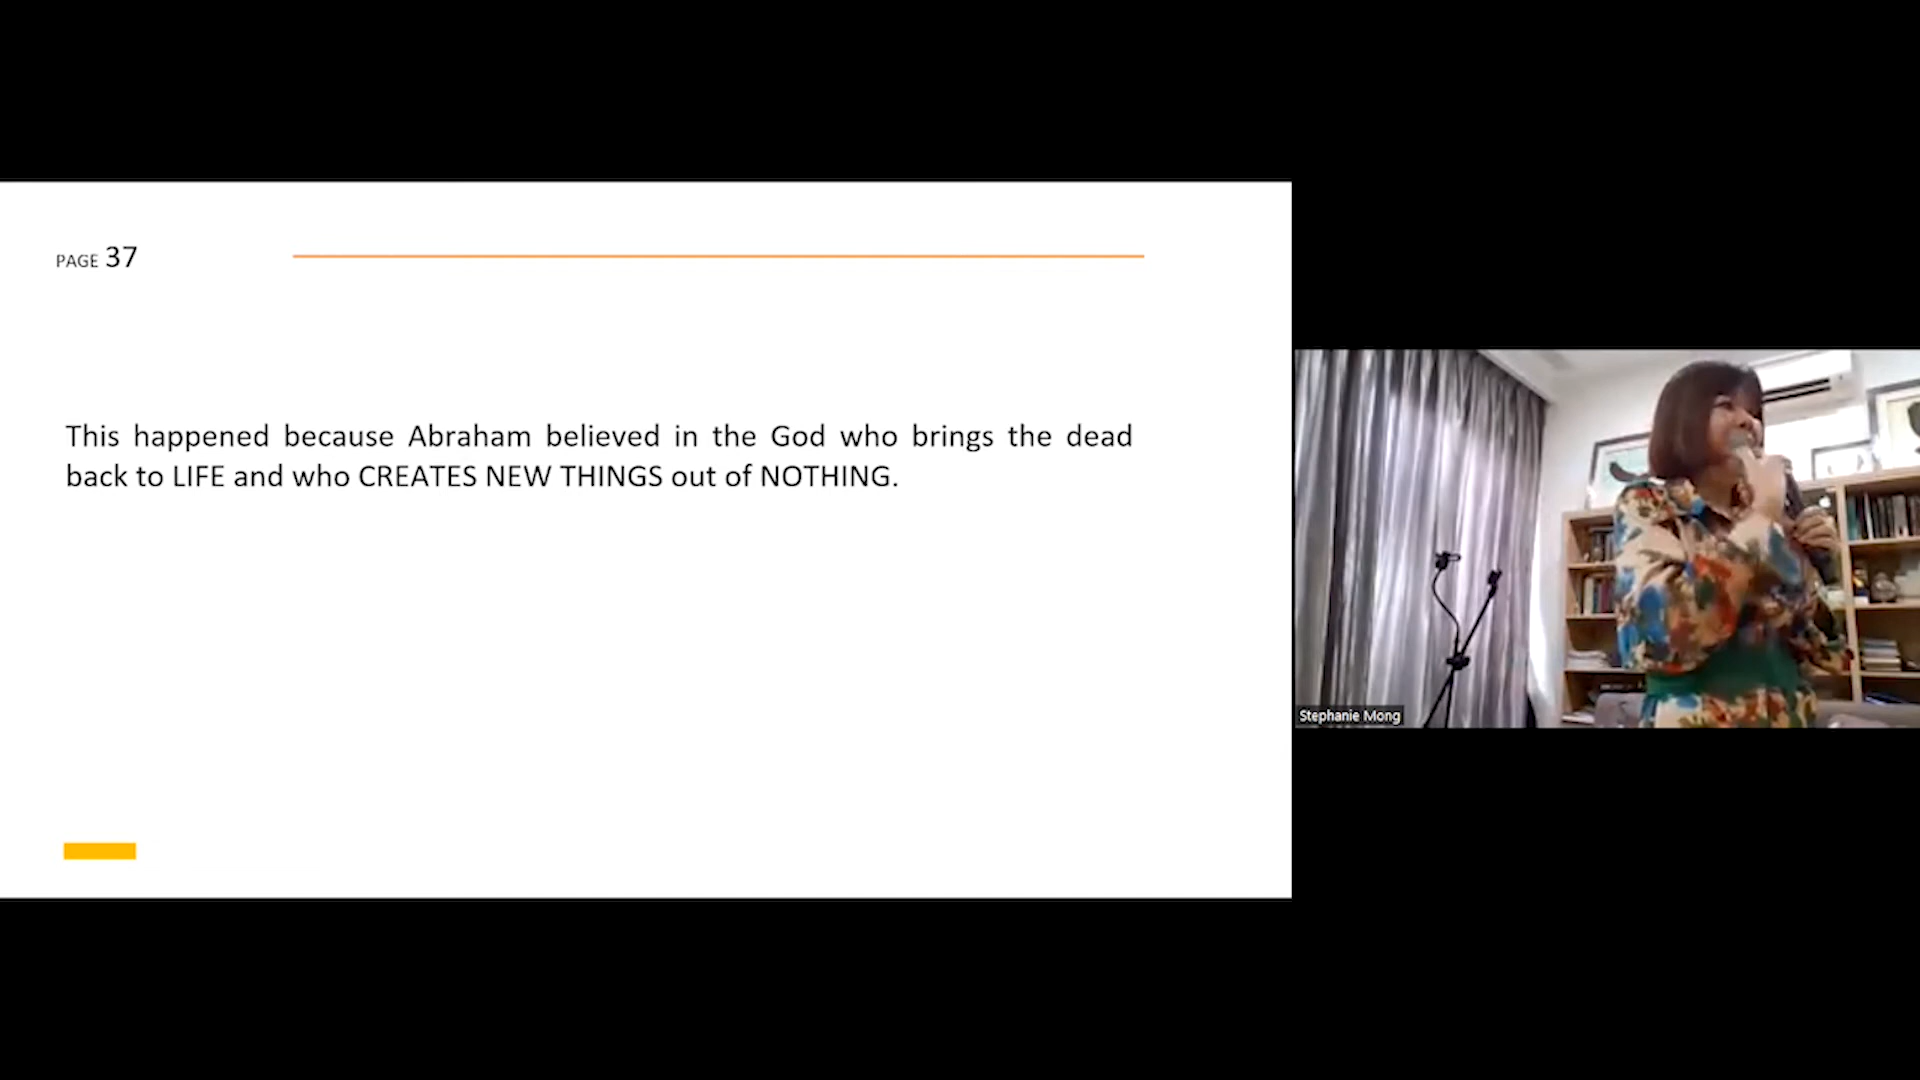 PAGE 37
This happened because Abraham believed in the God who brings the dead
back to LIFE and who CREATES NEW THINGS out of NOTHING.
Stephanie Mong